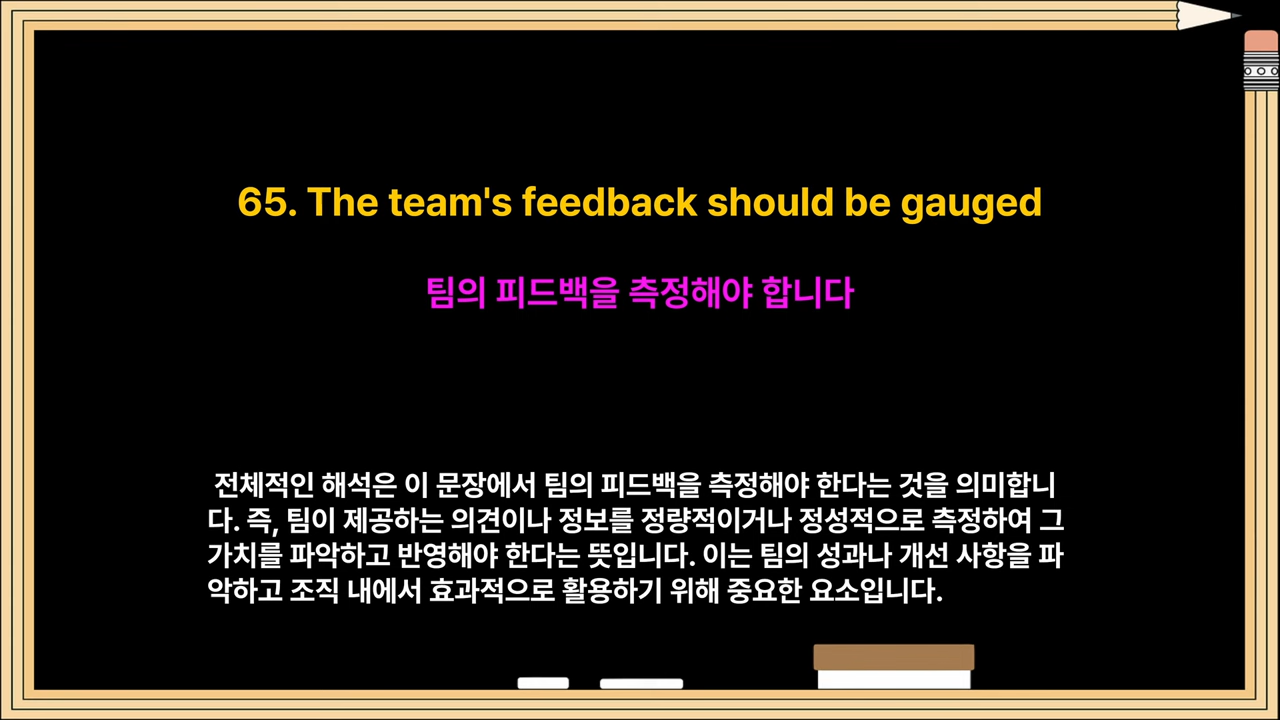 65. The team's feedback should be gauged
팀의 피드백을 측정해야 합니다
전체적인 해석은 이 문장에서 팀의 피드백을 측정해야 한다는 것을 의미합니
다. 즉, 팀이 제공하는 의견이나 정보를 정량적이거나 정성적으로 측정하여 그
가치를 파악하고 반영해야 한다는 뜻입니다. 이는 팀의 성과나 개선 사항을 파
악하고 조직 내에서 효과적으로 활용하기 위해 중요한 요소입니다.